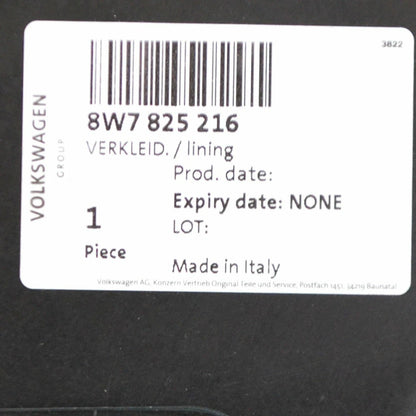 3822
VOLKSWAGEN
GROUP
8W7 825 216
VERKLEID. / lining
Prod. date:
Expiry date: NONE
LOT:
1
Piece
Made in Italy
Volkswagen AG, Konzern Vertrieb Original Teile und Service, Postfach 1451, 34219 Baunatal